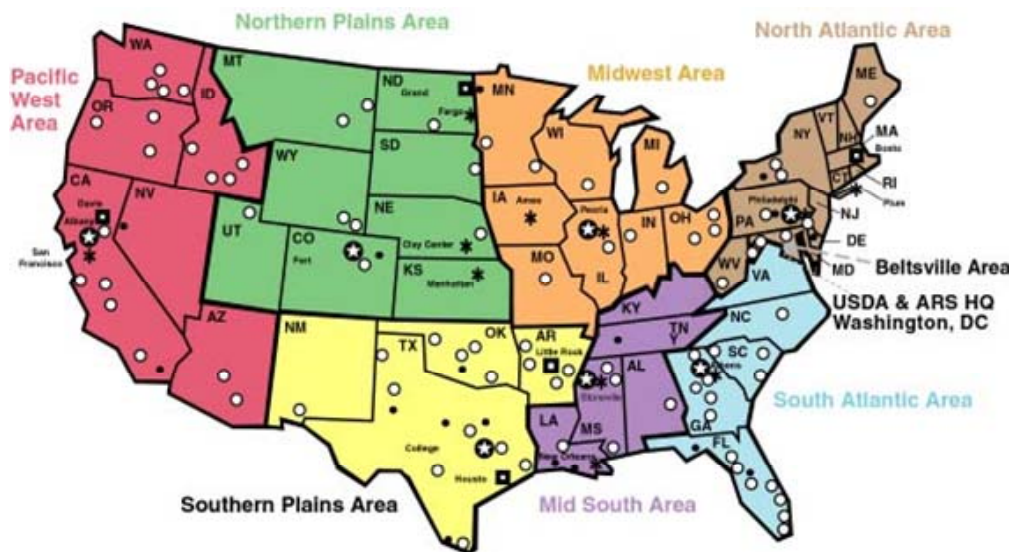 Northern Plains Area
North Atlantic Area
Pacific
West Area
Midwest Area
WA
MT
ND
Grand
Fargo
MN
ME
OR
ID
SD
WI
MI
NY
VT
NH
MA
RI
CT
Plum
WY
NE
IA
Ames
Peoria
IN
OH
PA
NJ
DE
MD
CA
Davis
Albany
San
Francisco
NV
UT
CO
Fort
Clay Center
KS
Manhattan
MO
IL
WV
VA
Beltsville Area
USDA & ARS HQ
Washington, DC
KY
AZ
NM
TX
OK
AR
Little Rock
TN
NC
SC
AL
MS
GA
South Atlantic Area
College
Housto
LA
New Orleans
FL
Southern Plains Area
Mid South Area